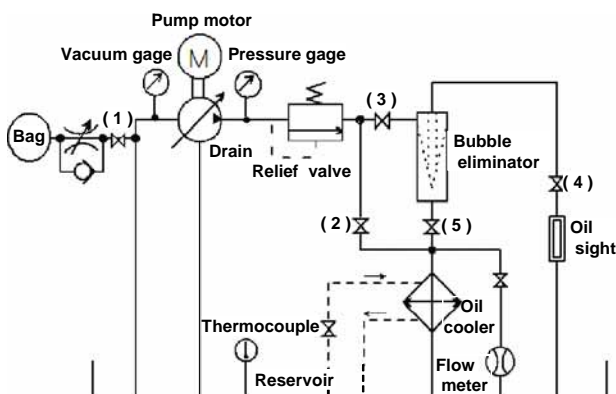 Pump motor
Vacuum gage
Pressure gage
M
( 1 )
( 3 )
Bag
Drain
Relief valve
Bubble
eliminator
( 4 )
( 2 )
( 5 )
Oil
sight
Thermocouple
Oil
cooler
Reservoir
Flow
meter